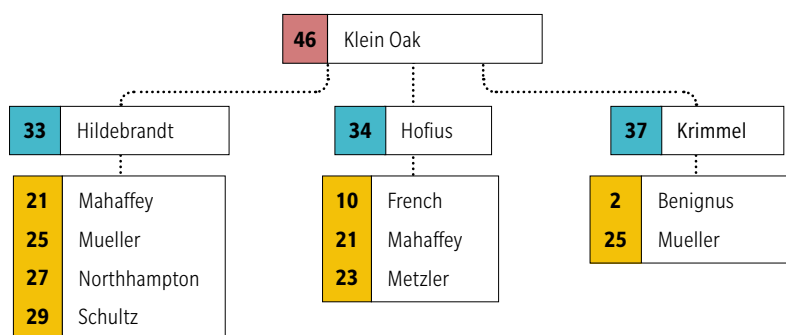 46 Klein Oak
33 Hildebrandt
34 Hofius
37 Krimmel
21 Mahaffey
25 Mueller
27 Northhampton
29 Schultz
10 French
21 Mahaffey
23 Metzler
2 Benignus
25 Mueller